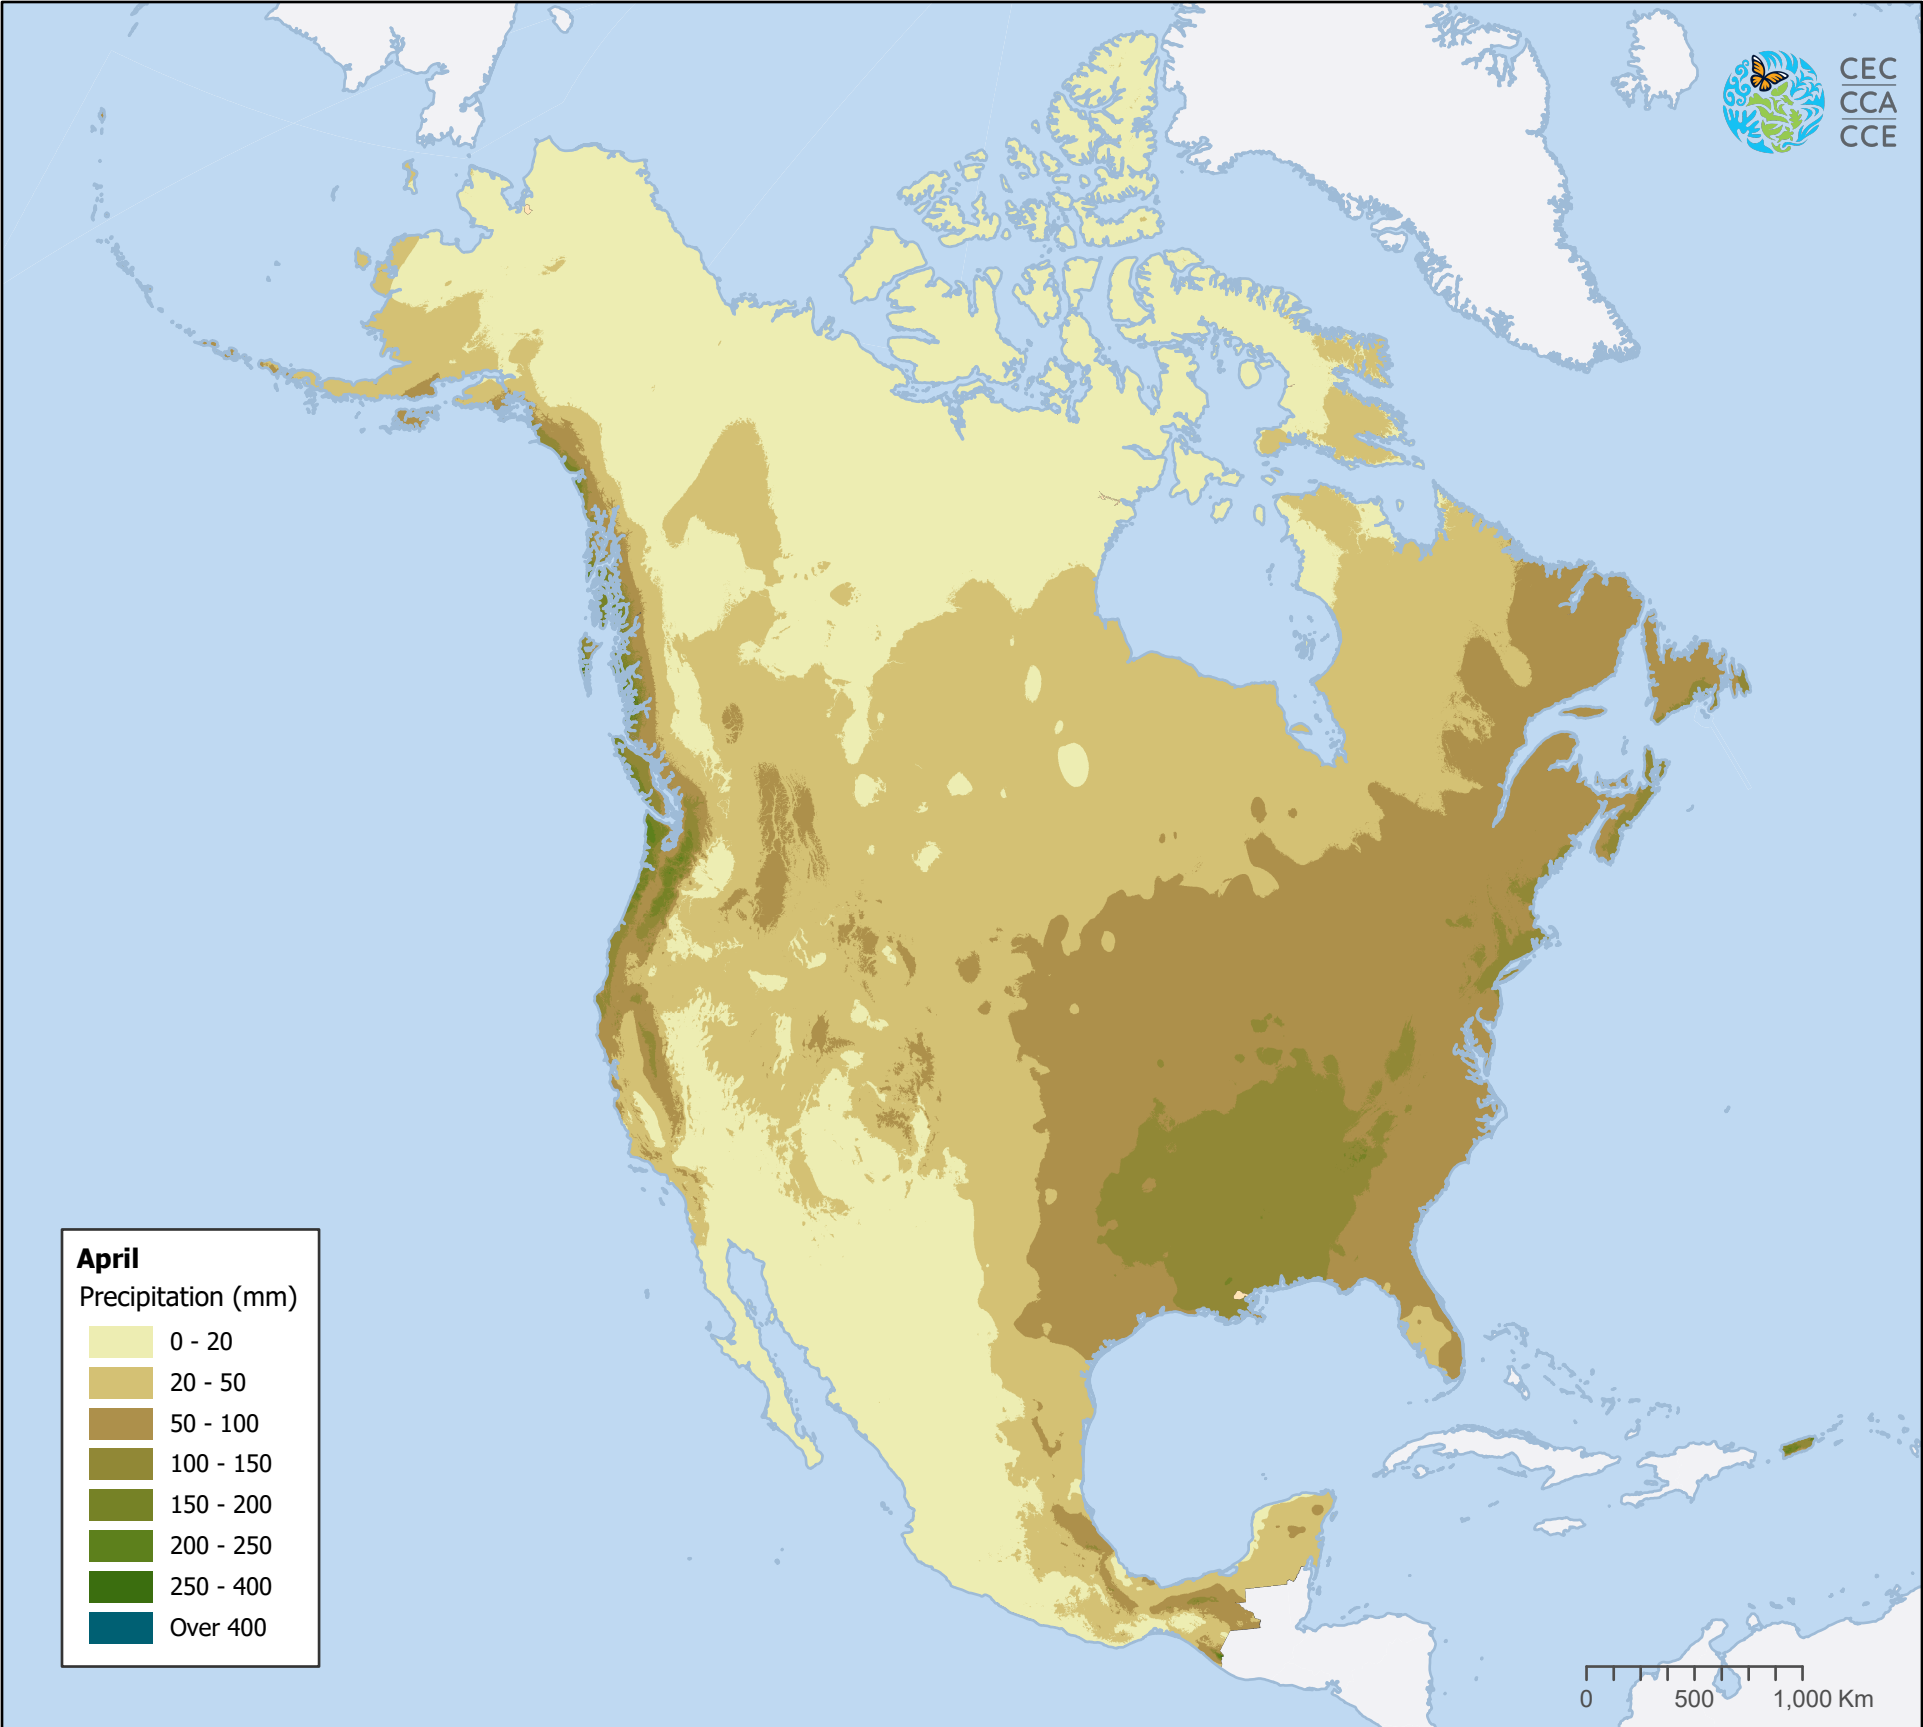 CEC
CCA
CCE
April
Precipitation (mm)
0 - 20
20 - 50
50 - 100
100 - 150
150 - 200
200 - 250
250 - 400
Over 400
0 500 1,000 Km